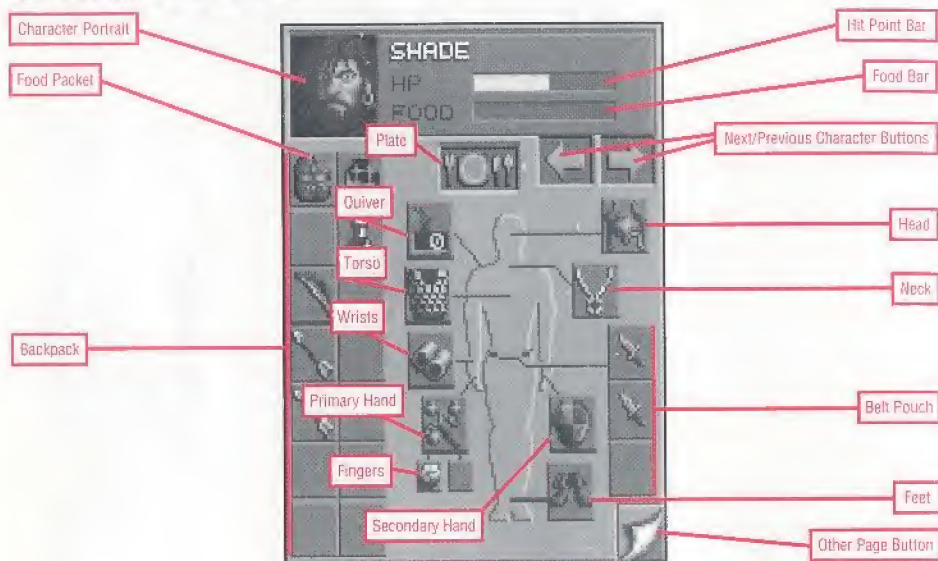 Character Portrait
Food Packet
SHADE
HP
FOOD
Hit Point Bar
Food Bar
Plate
Next/Previous Character Buttons
Quiver
0
Head
Torso
Neck
Wrists
Backpack
Primary Hand
Belt Pouch
Fingers
Secondary Hand
Feet
Other Page Button